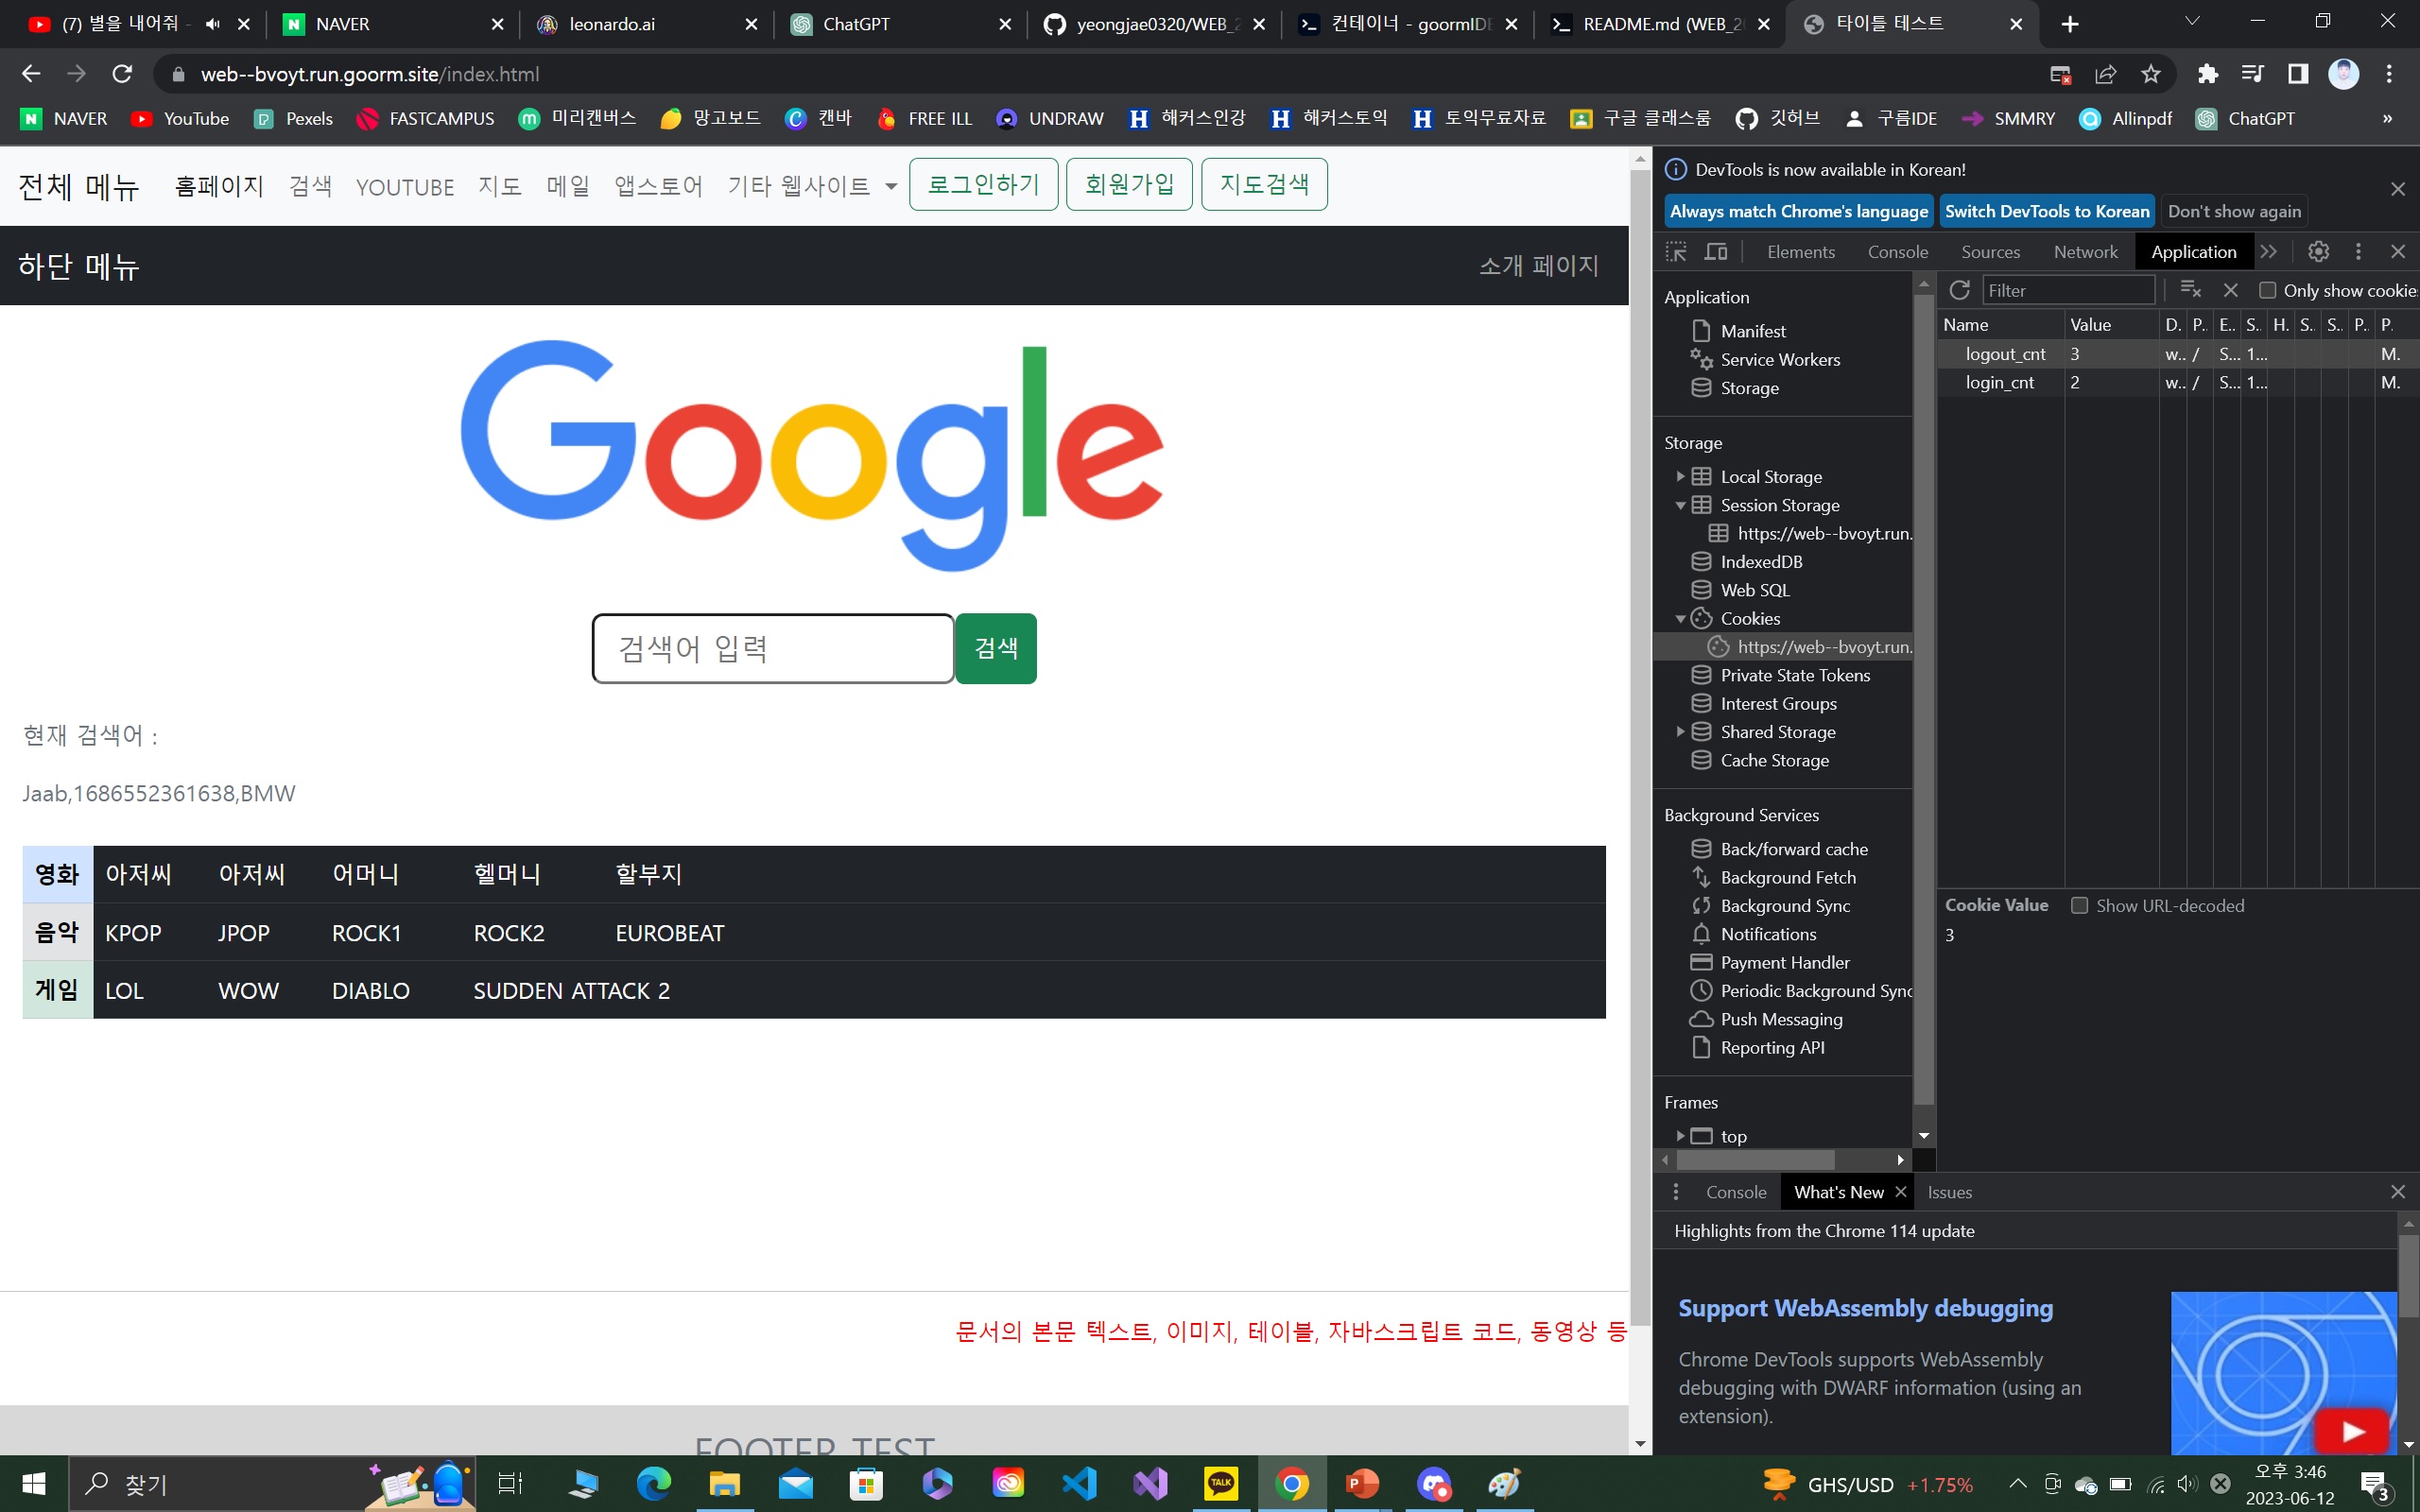 (7) 별을 내어줘 -
NAVER
leonardo.ai
ChatGPT
yeongjae0320/WEB_2
컨테이너 - goormIDE
README.md (WEB_20
타이틀 테스트
web--bvoyt.run.goorm.site/index.html
NAVER YouTube Pexels FASTCAMPUS 미리캔버스 망고보드 캔바 FREE ILL UNDRAW 해커스인강 해커스토익 토익무료자료 구글 클래스룸 깃허브 구름IDE SMMRY Allinpdf ChatGPT »
전체 메뉴 홈페이지 검색 YOUTUBE 지도 메일 앱스토어 기타 웹사이트 로그인하기 회원가입 지도검색
하단 메뉴 소개 페이지
Google
검색어 입력 검색
현재 검색어 :
Jaab,1686552361638,BMW
영화 아저씨 아저씨 어머니 헬머니 할부지
음악 KPOP JPOP ROCK1 ROCK2 EUROBEAT
게임 LOL WOW DIABLO SUDDEN ATTACK 2
문서의 본문 텍스트, 이미지, 테이블, 자바스크립트 코드, 동영상 등
FOOTER TEST
DevTools is now available in Korean!
Always match Chrome's language Switch DevTools to Korean Don't show again
Elements Console Sources Network Application
Application
Manifest
Service Workers
Storage
Storage
Local Storage
Session Storage
https://web--bvoyt.run.
IndexedDB
Web SQL
Cookies
https://web--bvoyt.run.
Private State Tokens
Interest Groups
Shared Storage
Cache Storage
Background Services
Back/forward cache
Background Fetch
Background Sync
Notifications
Payment Handler
Periodic Background Sync
Push Messaging
Reporting API
Frames
top
Filter Only show cookie
Name Value D. P. E. S. H. S. S. P. P.
logout_cnt 3 w.. / S... 1... M.
login_cnt 2 w.. / S... 1... M.
Cookie Value Show URL-decoded
3
Console What's New Issues
Highlights from the Chrome 114 update
Support WebAssembly debugging
Chrome DevTools supports WebAssembly
debugging with DWARF information (using an
extension).
찾기
TALK
GHS/USD +1.75%
오후 3:46
2023-06-12
3